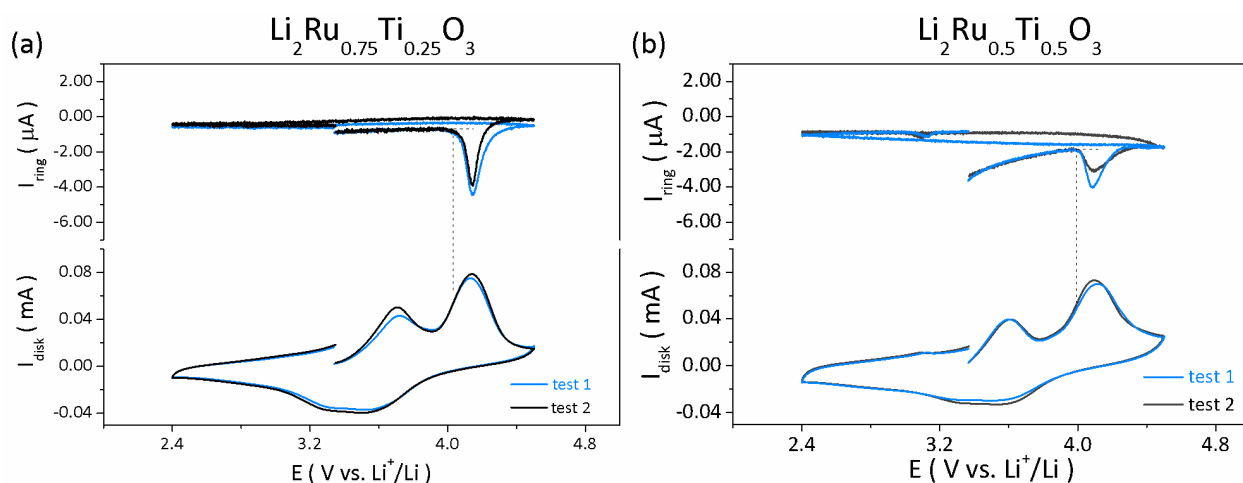 (a)
Li₂Ru₀.₇₅Ti₀.₂₅O₃
2.00
0.00
-2.00
-4.00
-6.00
I_ring ( μA )
0.08
0.04
0.00
-0.04
I_disk ( mA )
test 1
test 2
2.4 3.2 4.0 4.8
E ( V vs. Li⁺/Li )
(b)
Li₂Ru₀.₅Ti₀.₅O₃
2.00
0.00
-2.00
-4.00
-6.00
I_ring ( μA )
0.08
0.04
0.00
-0.04
I_disk ( mA )
test 1
test 2
2.4 3.2 4.0 4.8
E ( V vs. Li⁺/Li )